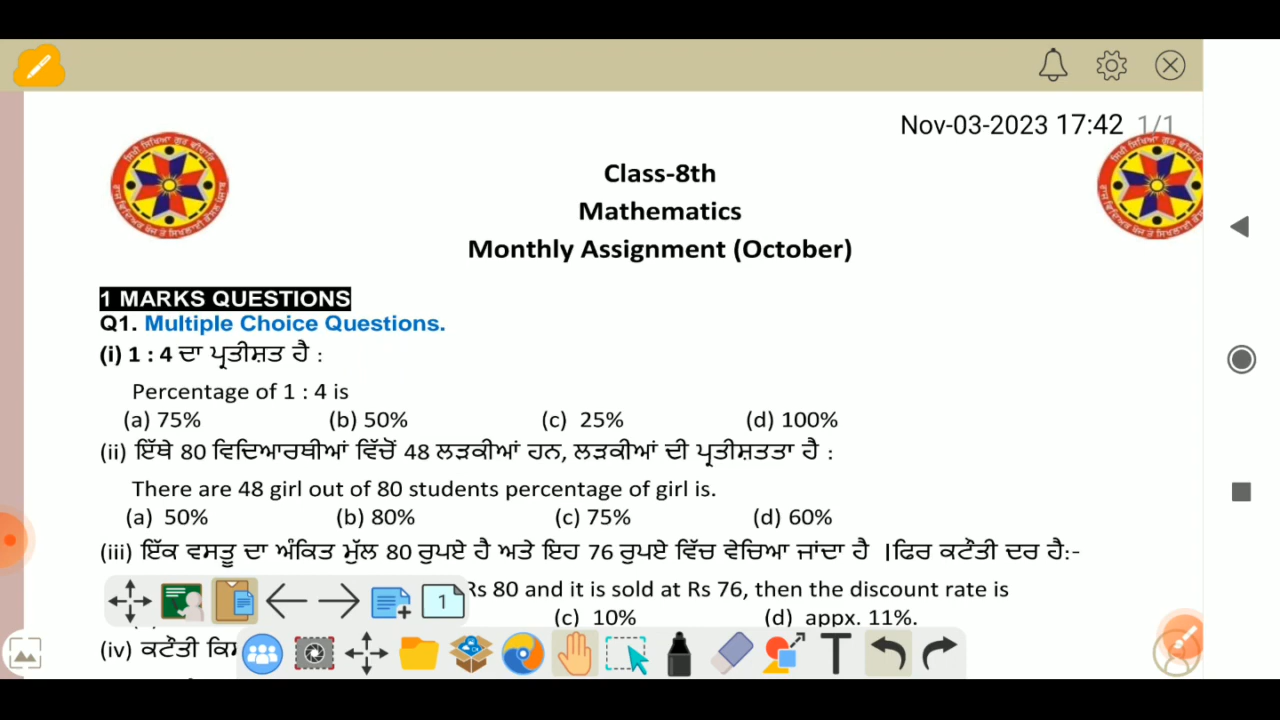 Nov-03-2023 17:42 1/1
Class-8th
Mathematics
Monthly Assignment (October)
1 MARKS QUESTIONS
Q1. Multiple Choice Questions.
(i) 1 : 4 ਦਾ ਪ੍ਰਤੀਸ਼ਤ ਹੈ :
Percentage of 1 : 4 is
(a) 75% (b) 50% (c) 25% (d) 100%
(ii) ਇੱਥੇ 80 ਵਿਦਿਆਰਥੀਆਂ ਵਿੱਚੋਂ 48 ਲੜਕੀਆਂ ਹਨ, ਲੜਕੀਆਂ ਦੀ ਪ੍ਰਤੀਸ਼ਤਤਾ ਹੈ :
There are 48 girl out of 80 students percentage of girl is.
(a) 50% (b) 80% (c) 75% (d) 60%
(iii) ਇੱਕ ਵਸਤੂ ਦਾ ਅੰਕਿਤ ਮੁੱਲ 80 ਰੁਪਏ ਹੈ ਅਤੇ ਇਹ 76 ਰੁਪਏ ਵਿੱਚ ਵੇਚਿਆ ਜਾਂਦਾ ਹੈ ।ਫਿਰ ਕਟੌਤੀ ਦਰ ਹੈ:-
Rs 80 and it is sold at Rs 76, then the discount rate is
(c) 10% (d) appx. 11%.
(iv) ਕਟੌਤੀ
1
T